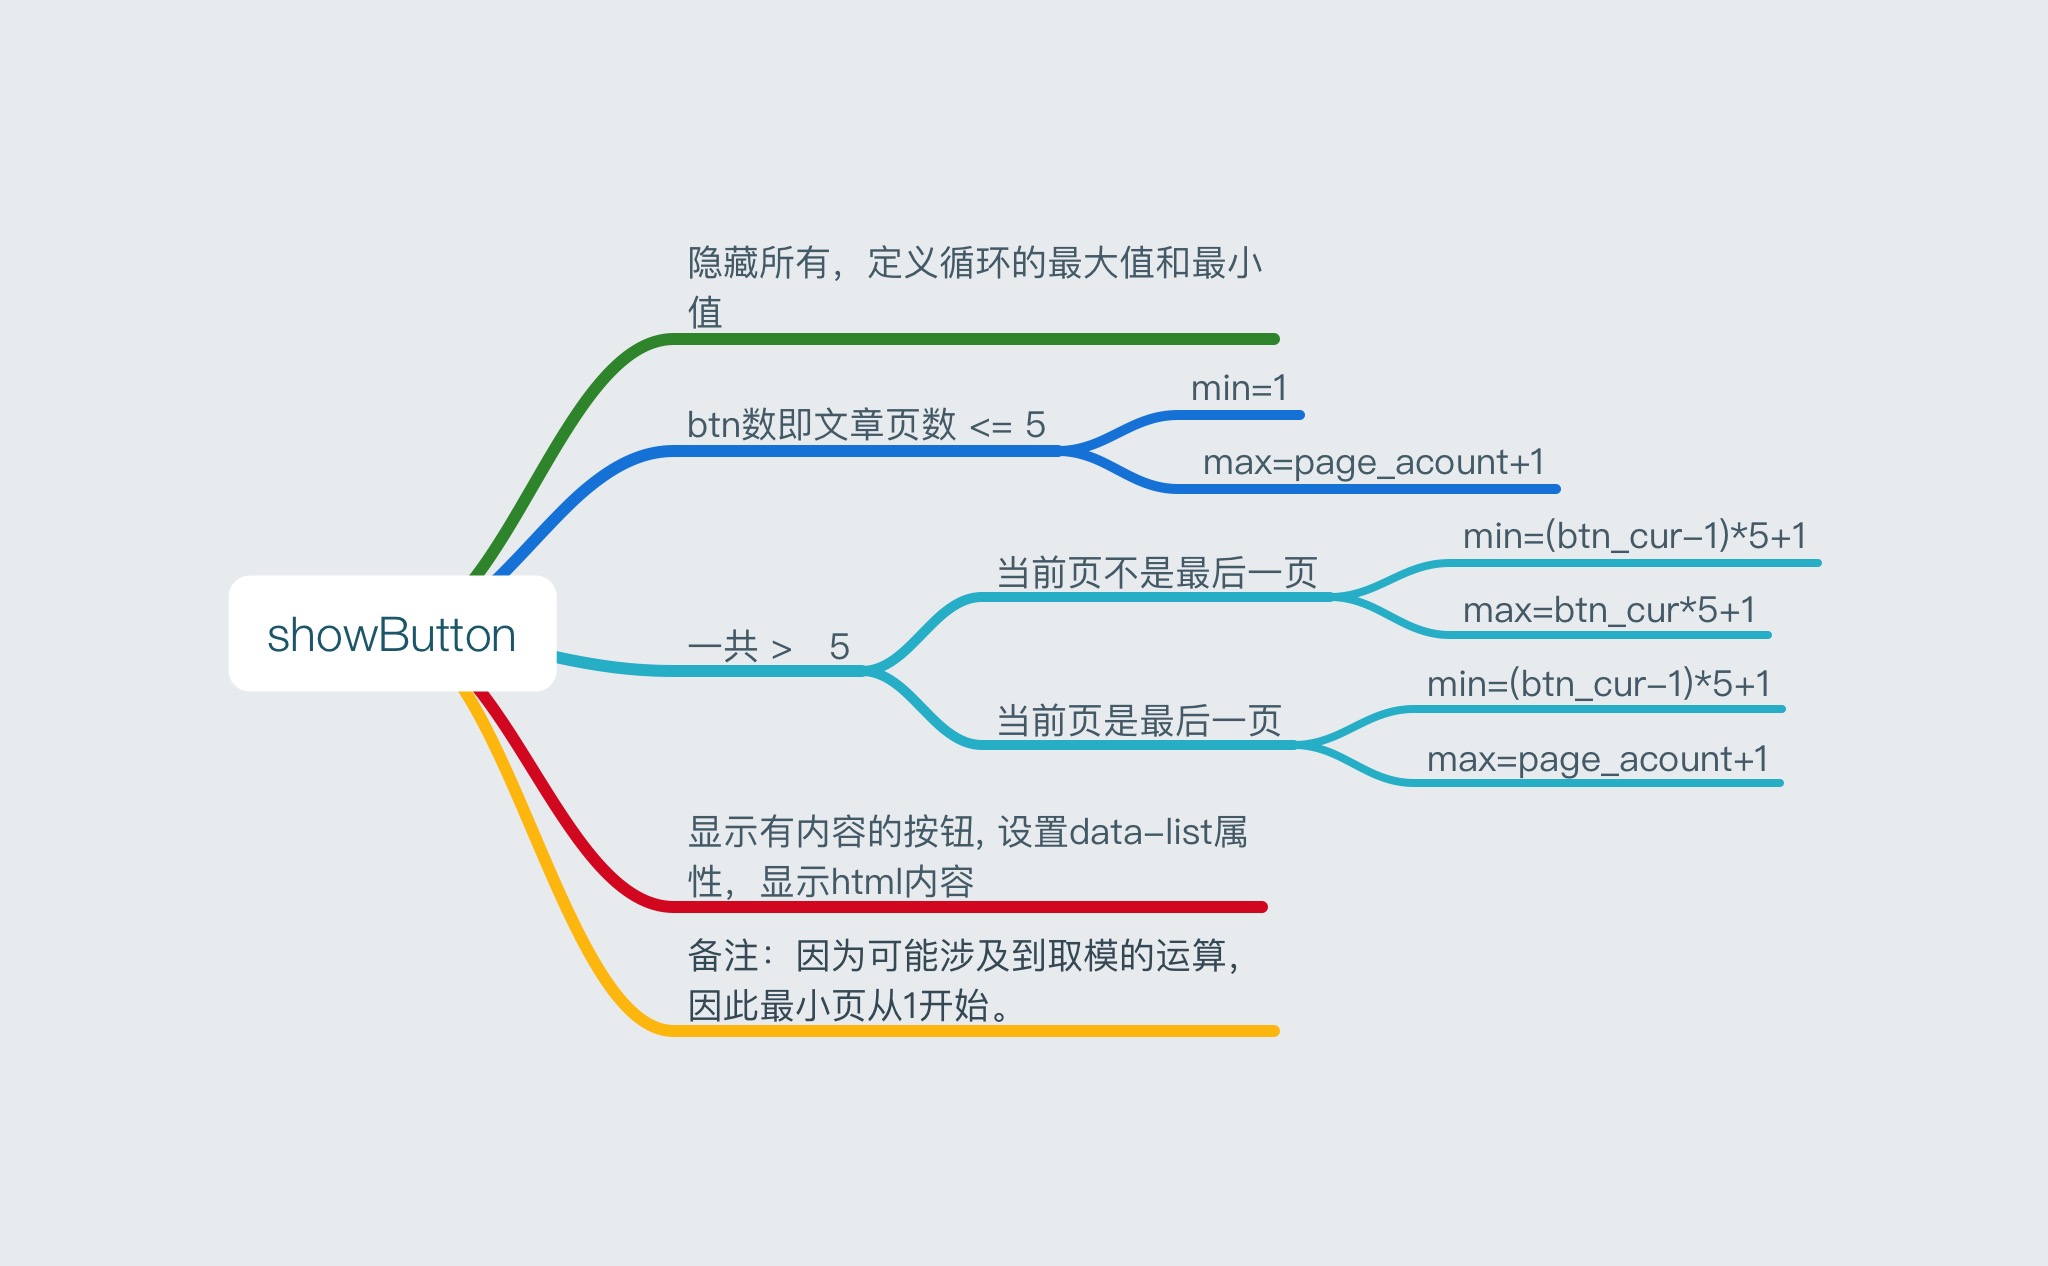 隐藏所有，定义循环的最大值和最小
值
min=1
btn数即文章页数 <= 5
max=page_acount+1
min=(btn_cur-1)*5+1
当前页不是最后一页
max=btn_cur*5+1
showButton
一共 >   5
min=(btn_cur-1)*5+1
当前页是最后一页
max=page_acount+1
显示有内容的按钮, 设置data-list属
性，显示html内容
备注：因为可能涉及到取模的运算，
因此最小页从1开始。